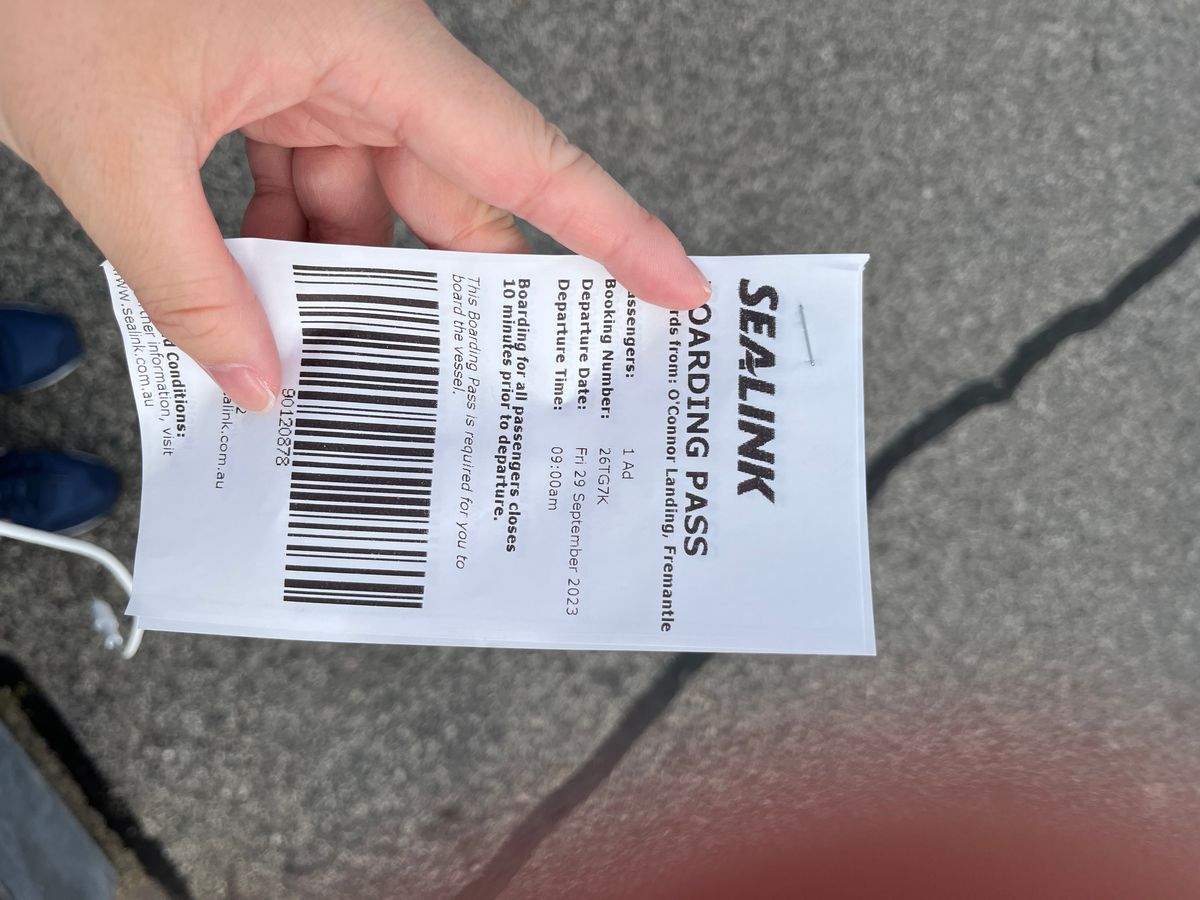 SEALINK
OARDING PASS
rds from: O'Connor Landing, Fremantle
assengers: 1 Ad
Booking Number: 26TG7K
Departure Date: Fri 29 September 2023
Departure Time: 09:00am
Boarding for all passengers closes
10 minutes prior to departure.
This Boarding Pass is required for you to
board the vessel.
90120878
2
alink.com.au
d Conditions:
ther information, visit
www.sealink.com.au